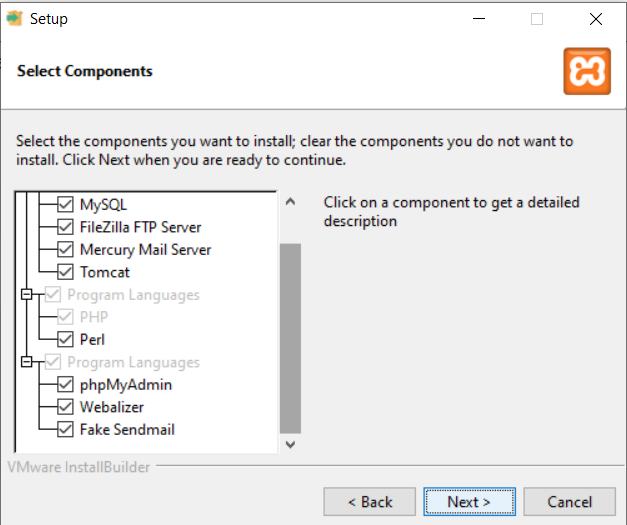 Setup
Select Components
Select the components you want to install; clear the components you do not want to
install. Click Next when you are ready to continue.
MySQL
FileZilla FTP Server
Mercury Mail Server
Tomcat
Program Languages
PHP
Perl
Program Languages
phpMyAdmin
Webalizer
Fake Sendmail
Click on a component to get a detailed
description
VMware InstallBuilder
< Back
Next >
Cancel